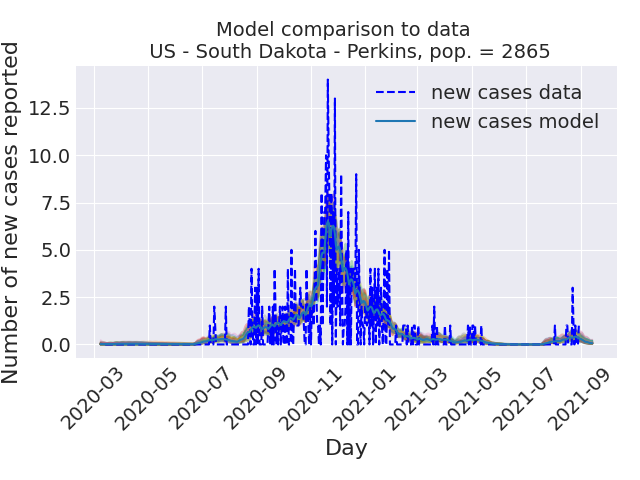 Model comparison to data
US - South Dakota - Perkins, pop. = 2865
Number of new cases reported
12.5
10.0
7.5
5.0
2.5
0.0
new cases data
new cases model
2020-03
2020-05
2020-07
2020-09
2020-11
2021-01
2021-03
2021-05
2021-07
2021-09
Day